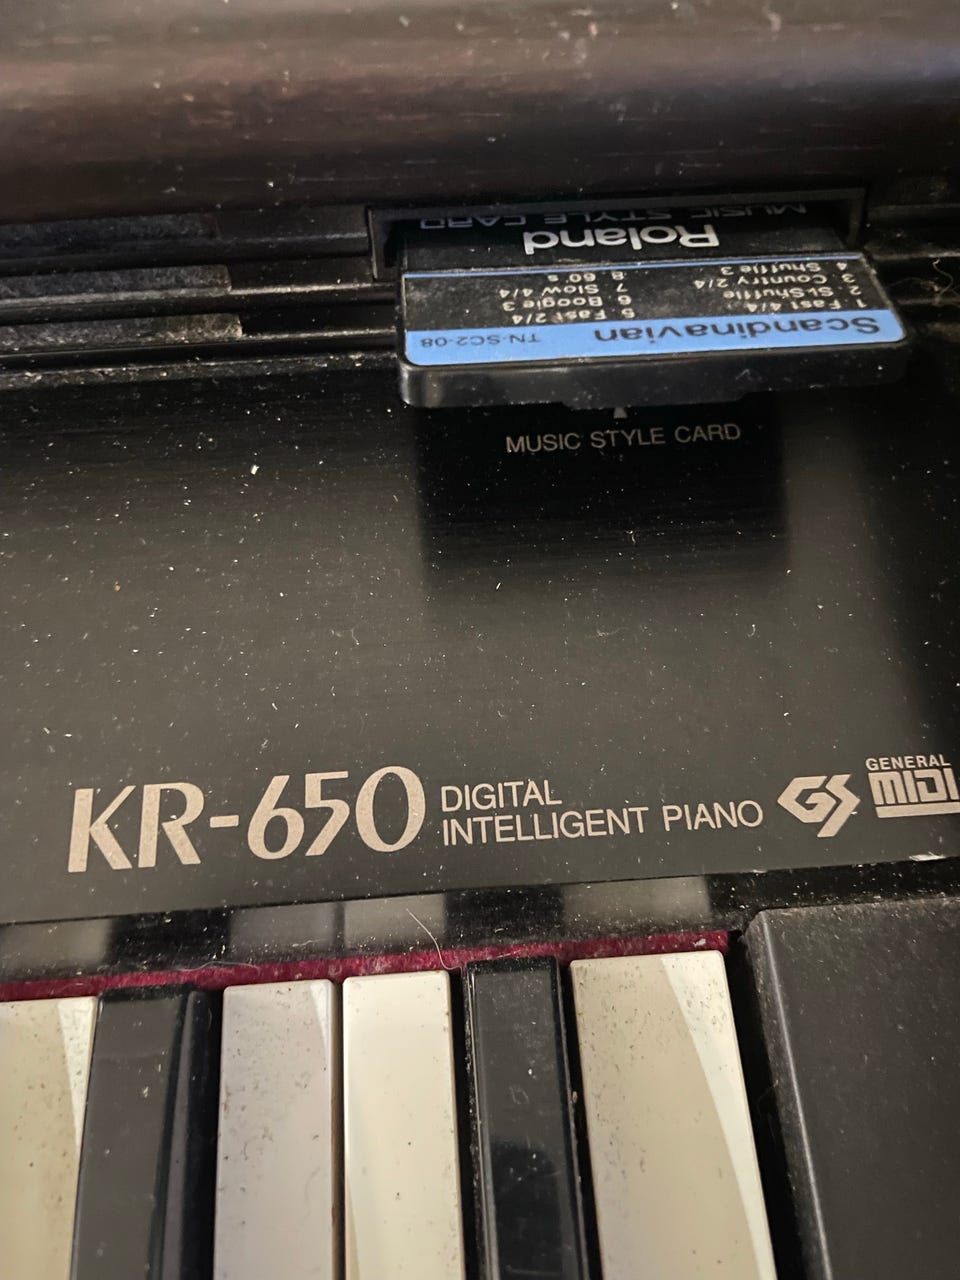 MUSIC STYLE CARD
Roland
Scandinavian TN-SC2-08
1. Fast 4/4 5. Fast 2/4
2. S. Shuffle 6. Boogie 3
3 Country 2/4 7 Slow 4/4
4 Shuffle 3 8. 60's
MUSIC STYLE CARD
KR-650 DIGITAL
INTELLIGENT PIANO
GS
GENERAL
MIDI